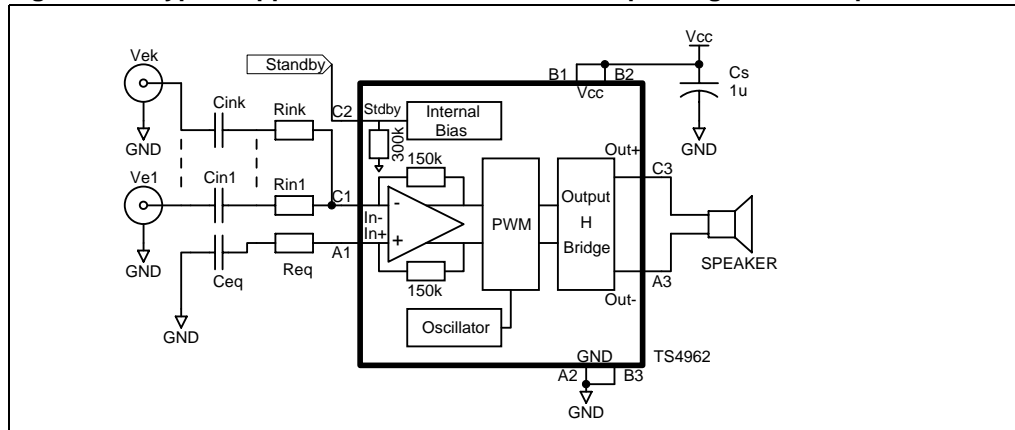 Vek
GND
Cink
Rink
Standby
C2
Stdby
300k
Internal
Bias
B1
B2
Vcc
Vcc
Cs
1u
GND
Ve1
GND
Cin1
Rin1
C1
In-
In+
A1
150k
-
+
150k
PWM
Output
H
Bridge
Out+
C3
Out-
A3
SPEAKER
Ceq
Req
GND
Oscillator
GND
TS4962
A2
B3
GND